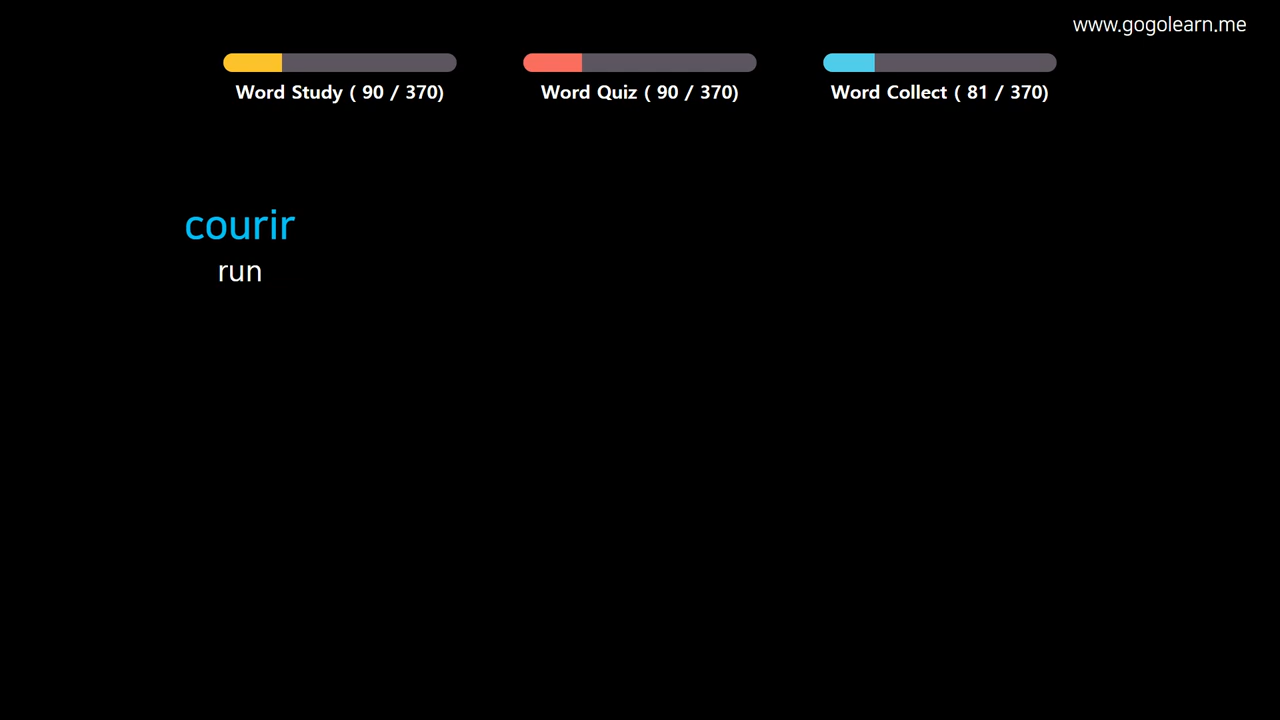 www.gogolearn.me
Word Study ( 90 / 370)
Word Quiz ( 90 / 370)
Word Collect ( 81 / 370)
courir
run